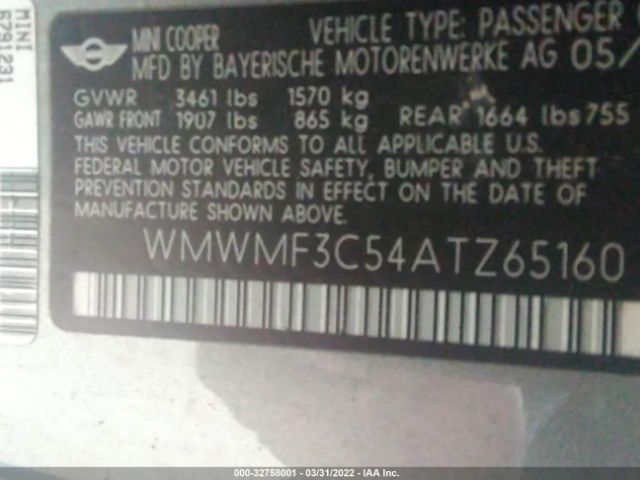 MINI
6791231
MINI COOPER VEHICLE TYPE: PASSENGER
MFD BY BAYERISCHE MOTORENWERKE AG 05/
GVWR 3461 lbs 1570 kg
GAWR FRONT 1907 lbs 865 kg REAR 1664 lbs 755
THIS VEHICLE CONFORMS TO ALL APPLICABLE U.S.
FEDERAL MOTOR VEHICLE SAFETY, BUMPER AND THEFT
PREVENTION STANDARDS IN EFFECT ON THE DATE OF
MANUFACTURE SHOWN ABOVE.
WMWMF3C54ATZ65160
000-32758001 - 03/31/2022 - IAA Inc.